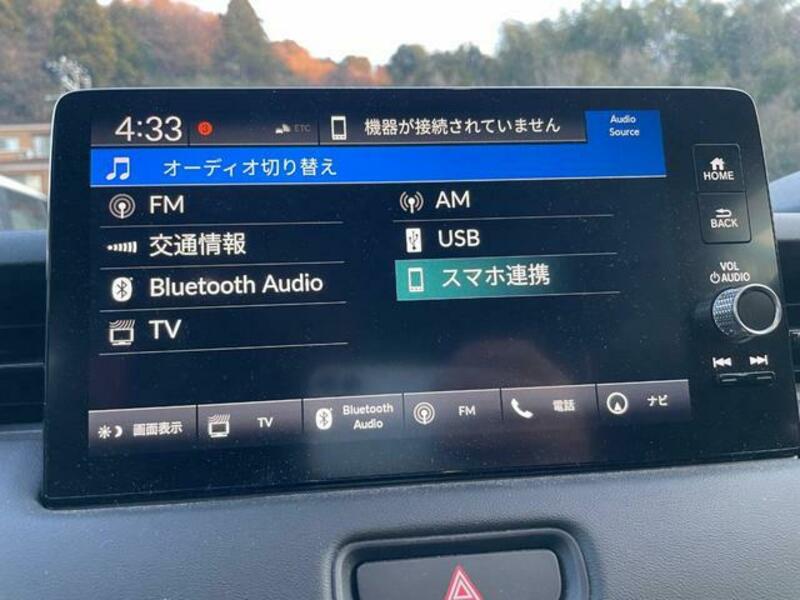 4:33
ETC
機器が接続されていません
Audio
Source
オーディオ切り替え
FM
AM
交通情報
USB
Bluetooth Audio
スマホ連携
TV
画面表示
TV
Bluetooth
Audio
FM
電話
ナビ
HOME
BACK
VOL
AUDIO